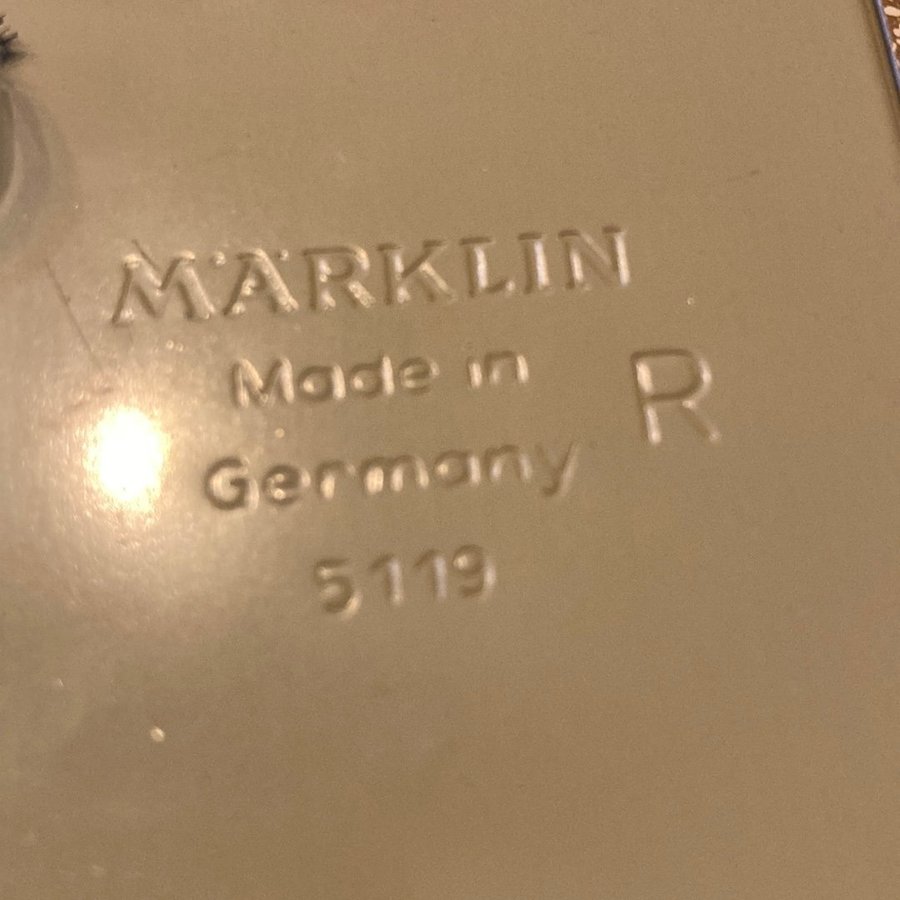 MÄRKLIN
Made in
Germany
R
5119